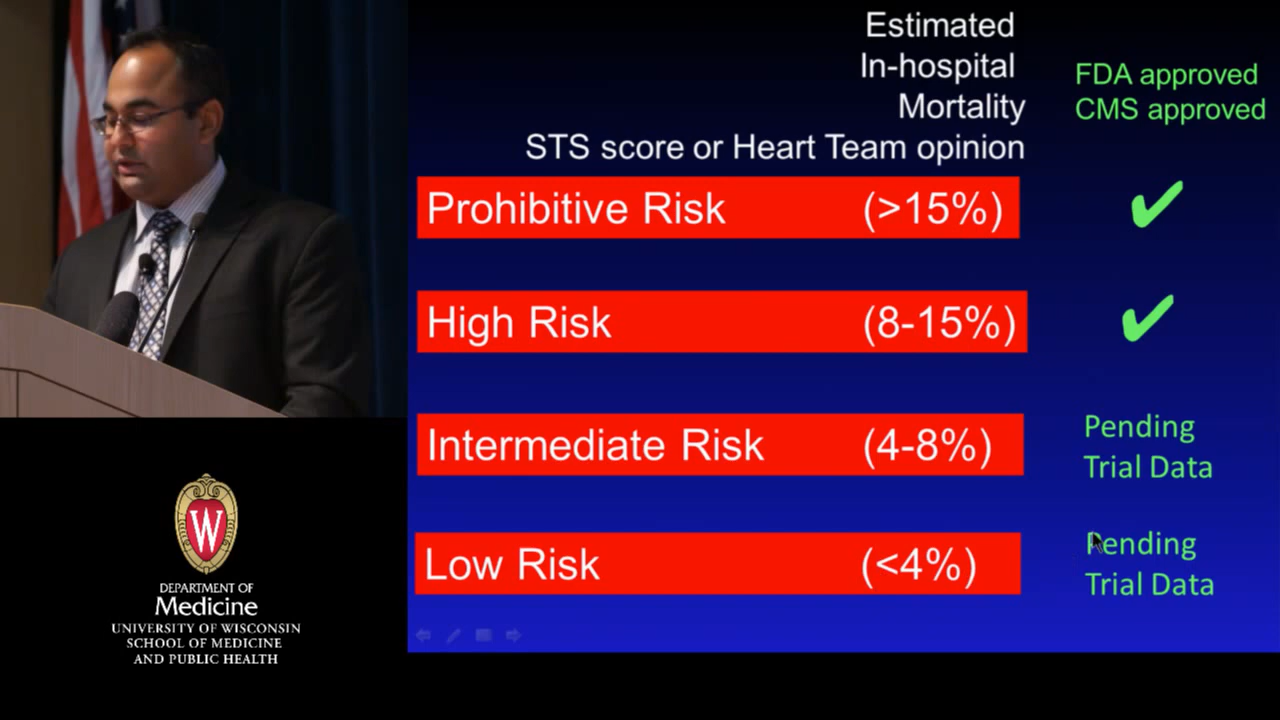 Estimated
In-hospital
Mortality
STS score or Heart Team opinion
FDA approved
CMS approved
Prohibitive Risk (>15%) ✔
High Risk (8-15%) ✔
Intermediate Risk (4-8%)
Pending
Trial Data
Low Risk (<4%)
Pending
Trial Data
W
DEPARTMENT OF
Medicine
UNIVERSITY OF WISCONSIN
SCHOOL OF MEDICINE
AND PUBLIC HEALTH